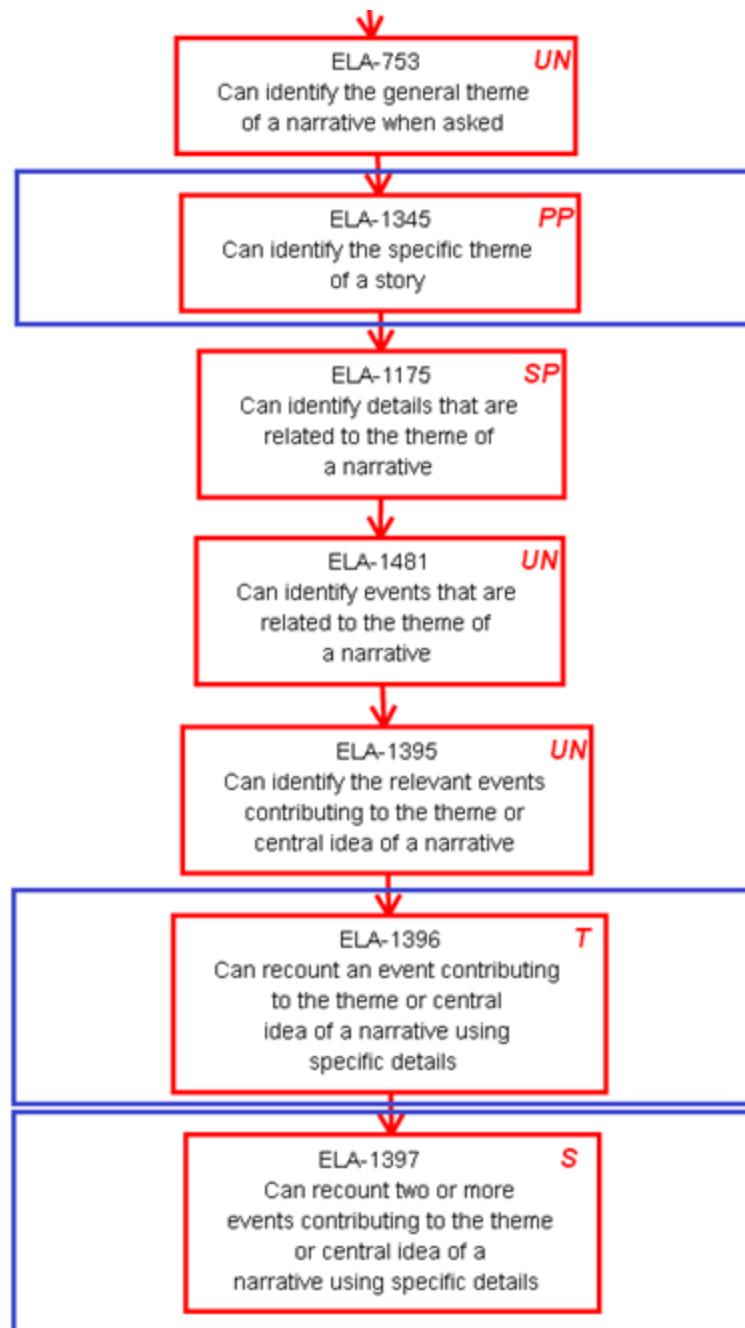 ELA-753 UN
Can identify the general theme
of a narrative when asked
ELA-1345 PP
Can identify the specific theme
of a story
ELA-1175 SP
Can identify details that are
related to the theme of
a narrative
ELA-1481 UN
Can identify events that are
related to the theme of
a narrative
ELA-1395 UN
Can identify the relevant events
contributing to the theme or
central idea of a narrative
ELA-1396 T
Can recount an event contributing
to the theme or central
idea of a narrative using
specific details
ELA-1397 S
Can recount two or more
events contributing to the theme
or central idea of a
narrative using specific details